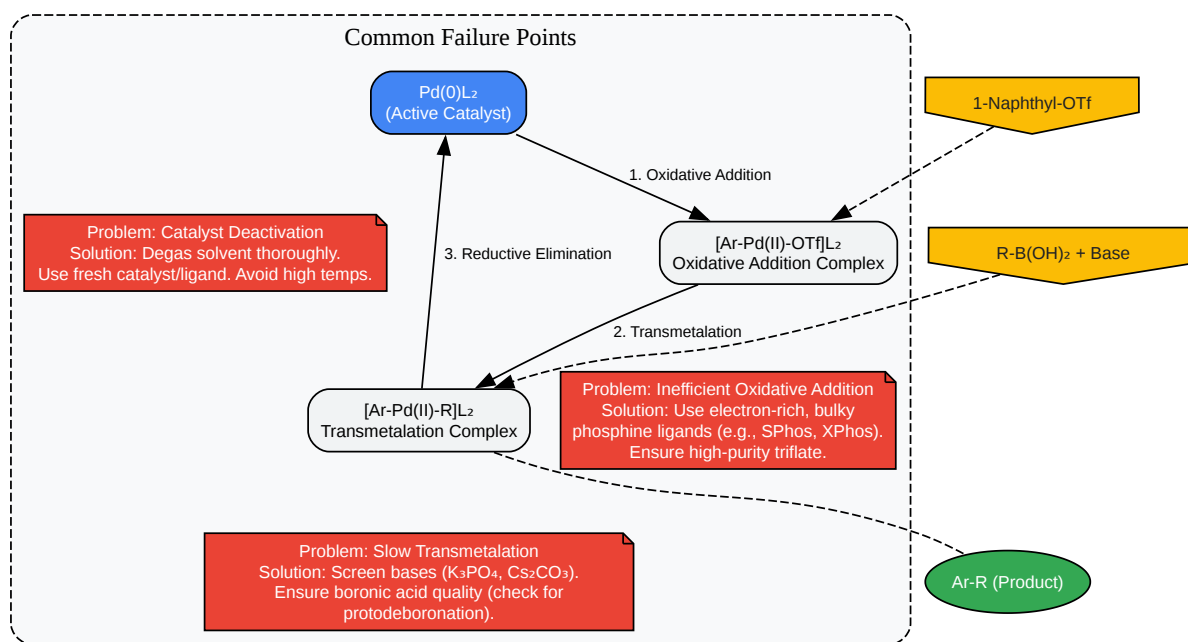 Common Failure Points
Pd(0)L₂
(Active Catalyst)
1-Naphthyl-OTf
1. Oxidative Addition
Problem: Catalyst Deactivation
Solution: Degas solvent thoroughly.
Use fresh catalyst/ligand. Avoid high temps.
3. Reductive Elimination
[Ar-Pd(II)-OTf]L₂
Oxidative Addition Complex
R-B(OH)₂ + Base
2. Transmetalation
[Ar-Pd(II)-R]L₂
Transmetalation Complex
Problem: Inefficient Oxidative Addition
Solution: Use electron-rich, bulky
phosphine ligands (e.g., SPhos, XPhos).
Ensure high-purity triflate.
Problem: Slow Transmetalation
Solution: Screen bases (K₃PO₄, Cs₂CO₃).
Ensure boronic acid quality (check for
protodeboronation).
Ar-R (Product)